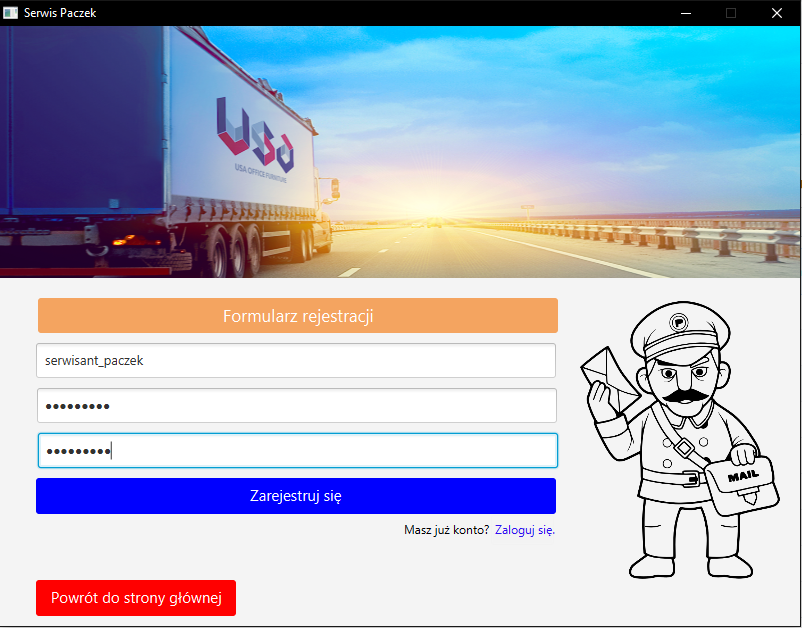 Serwis Paczek
USA
USA OFFICE FURNITURE
Formularz rejestracji
serwisant_paczek
•••••••••
•••••••••
Zarejestruj się
Masz już konto? Zaloguj się.
Powrót do strony głównej
P
MAIL